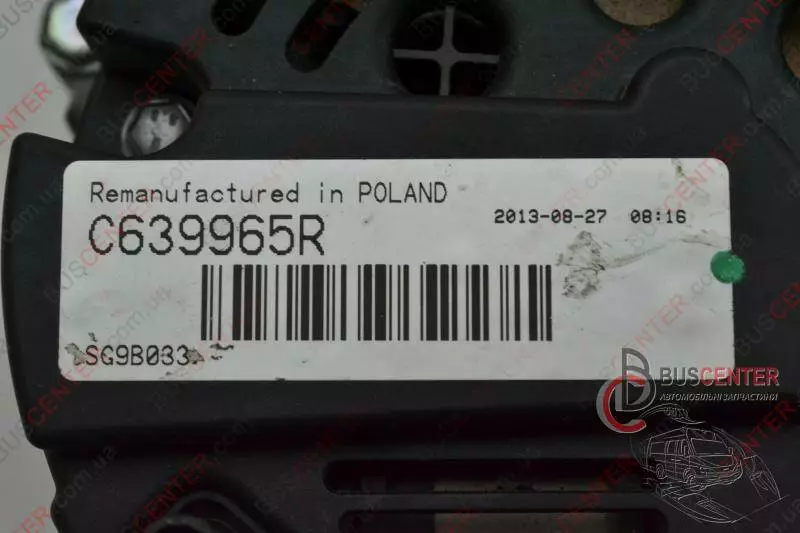 Remanufactured in POLAND
C639965R
2013-08-27 08:16
SG9B033
BUSCENTER
АВТОМОБІЛЬНІ ЗАПЧАСТИНИ